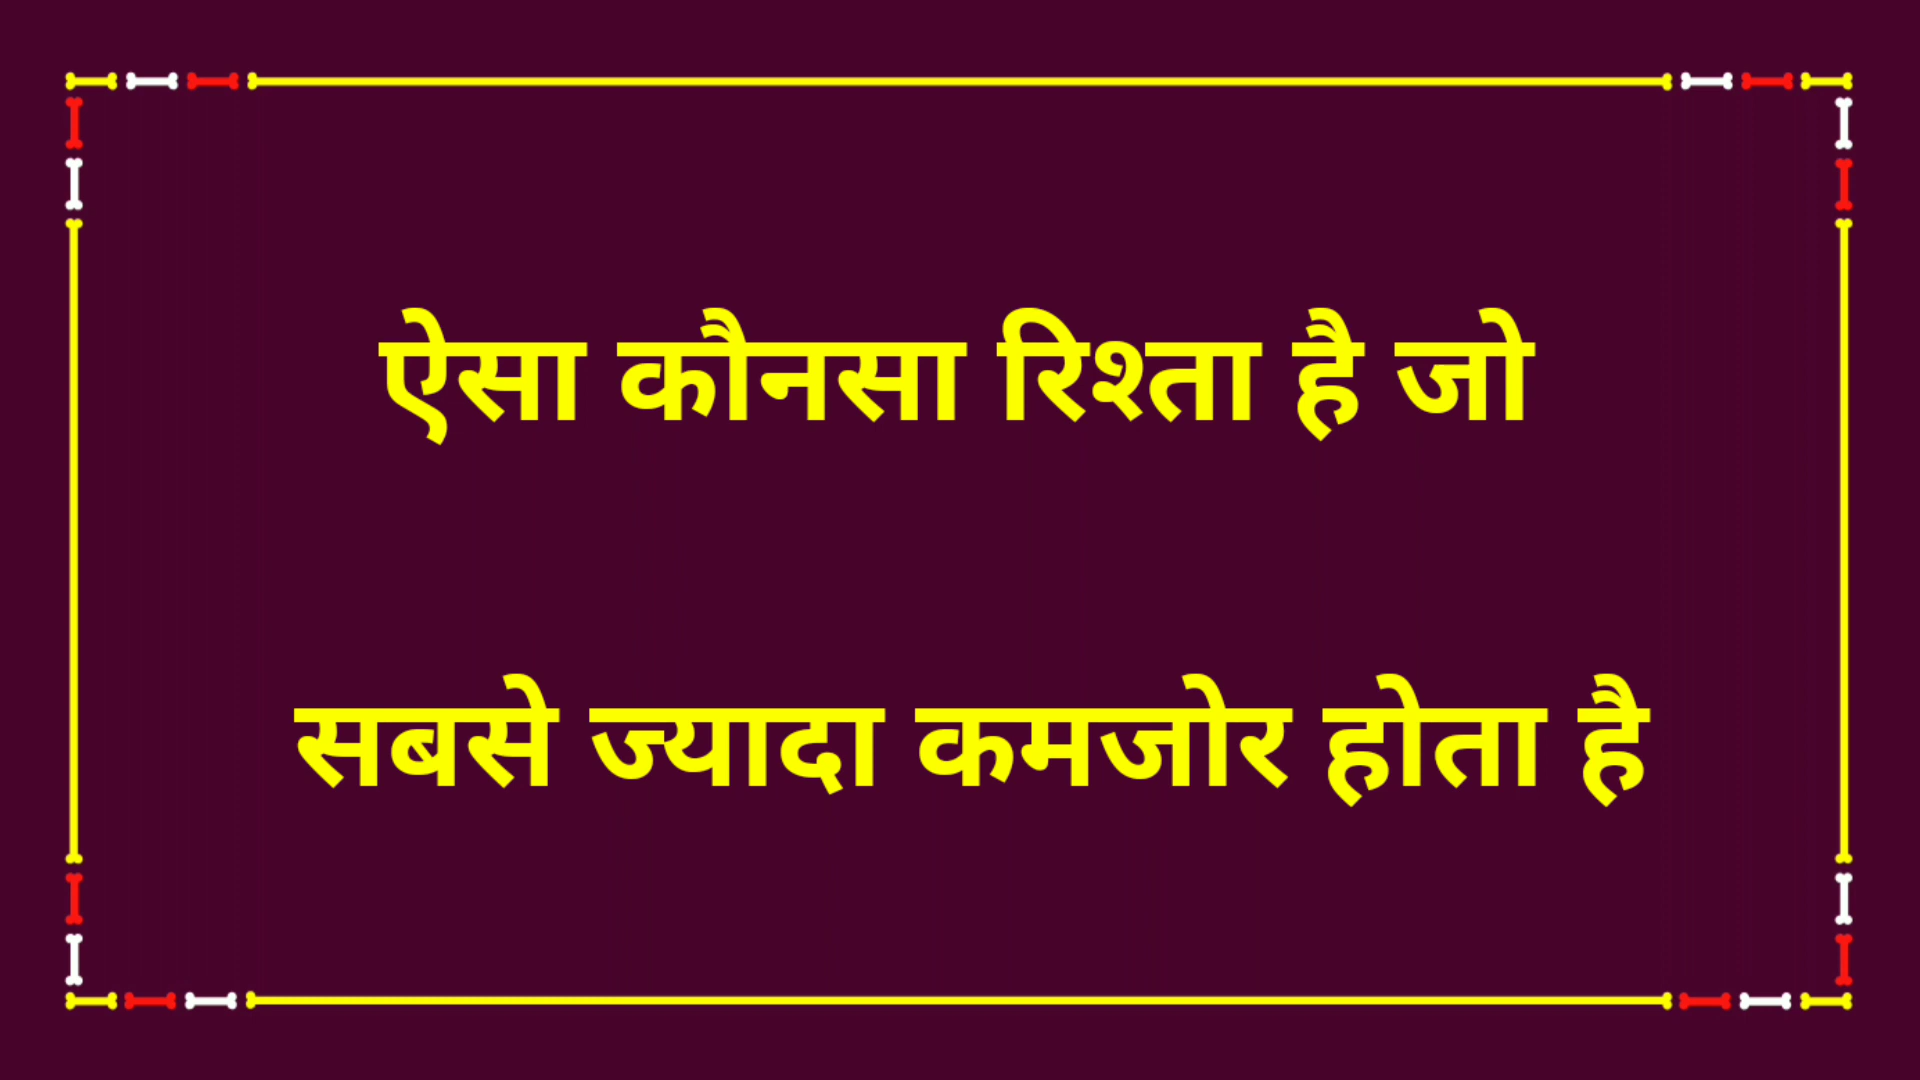 ऐसा कौनसा रिश्ता है जो
सबसे ज्यादा कमजोर होता है